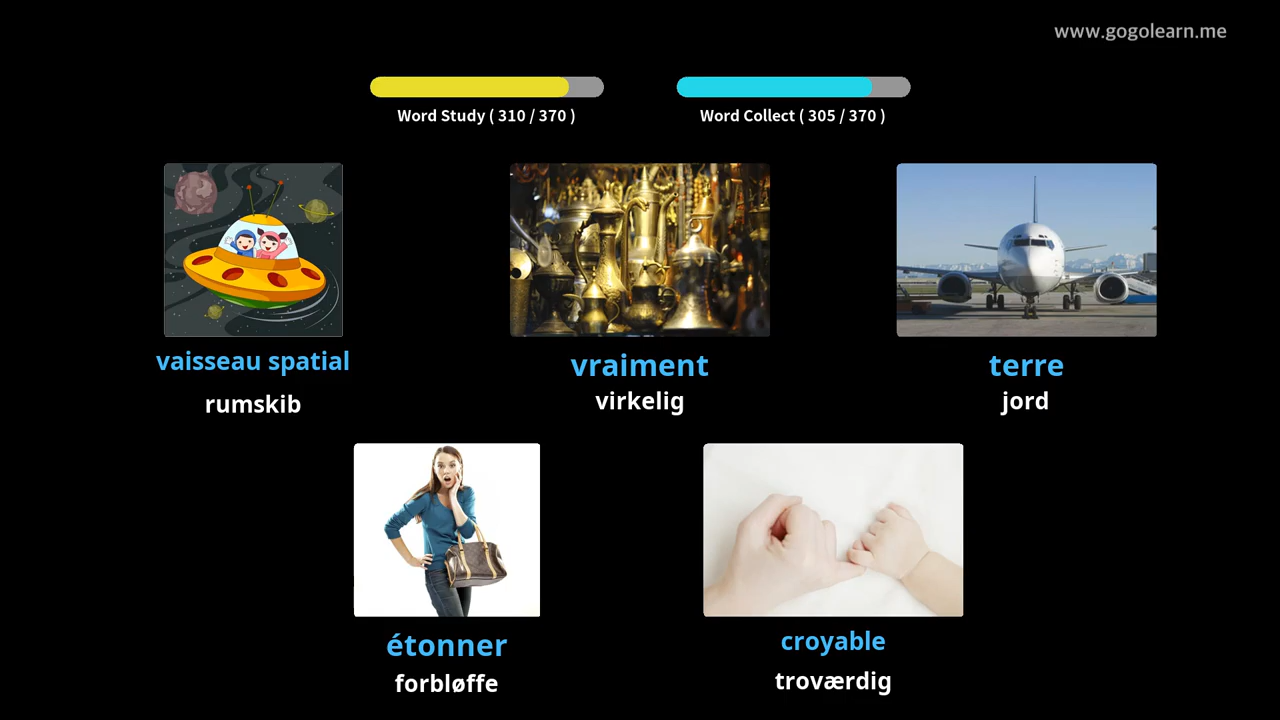 www.gogolearn.me
Word Study ( 310 / 370 )
Word Collect ( 305 / 370 )
vaisseau spatial
rumskib
vraiment
virkelig
terre
jord
étonner
forbløffe
croyable
troværdig